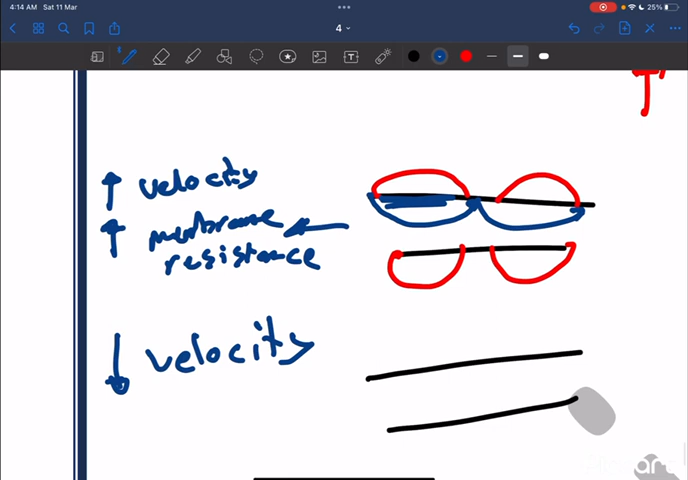 4:14 AM Sat 11 Mar
25%
4
↑ velocity
↑ membrane
resistance
↓ velocity